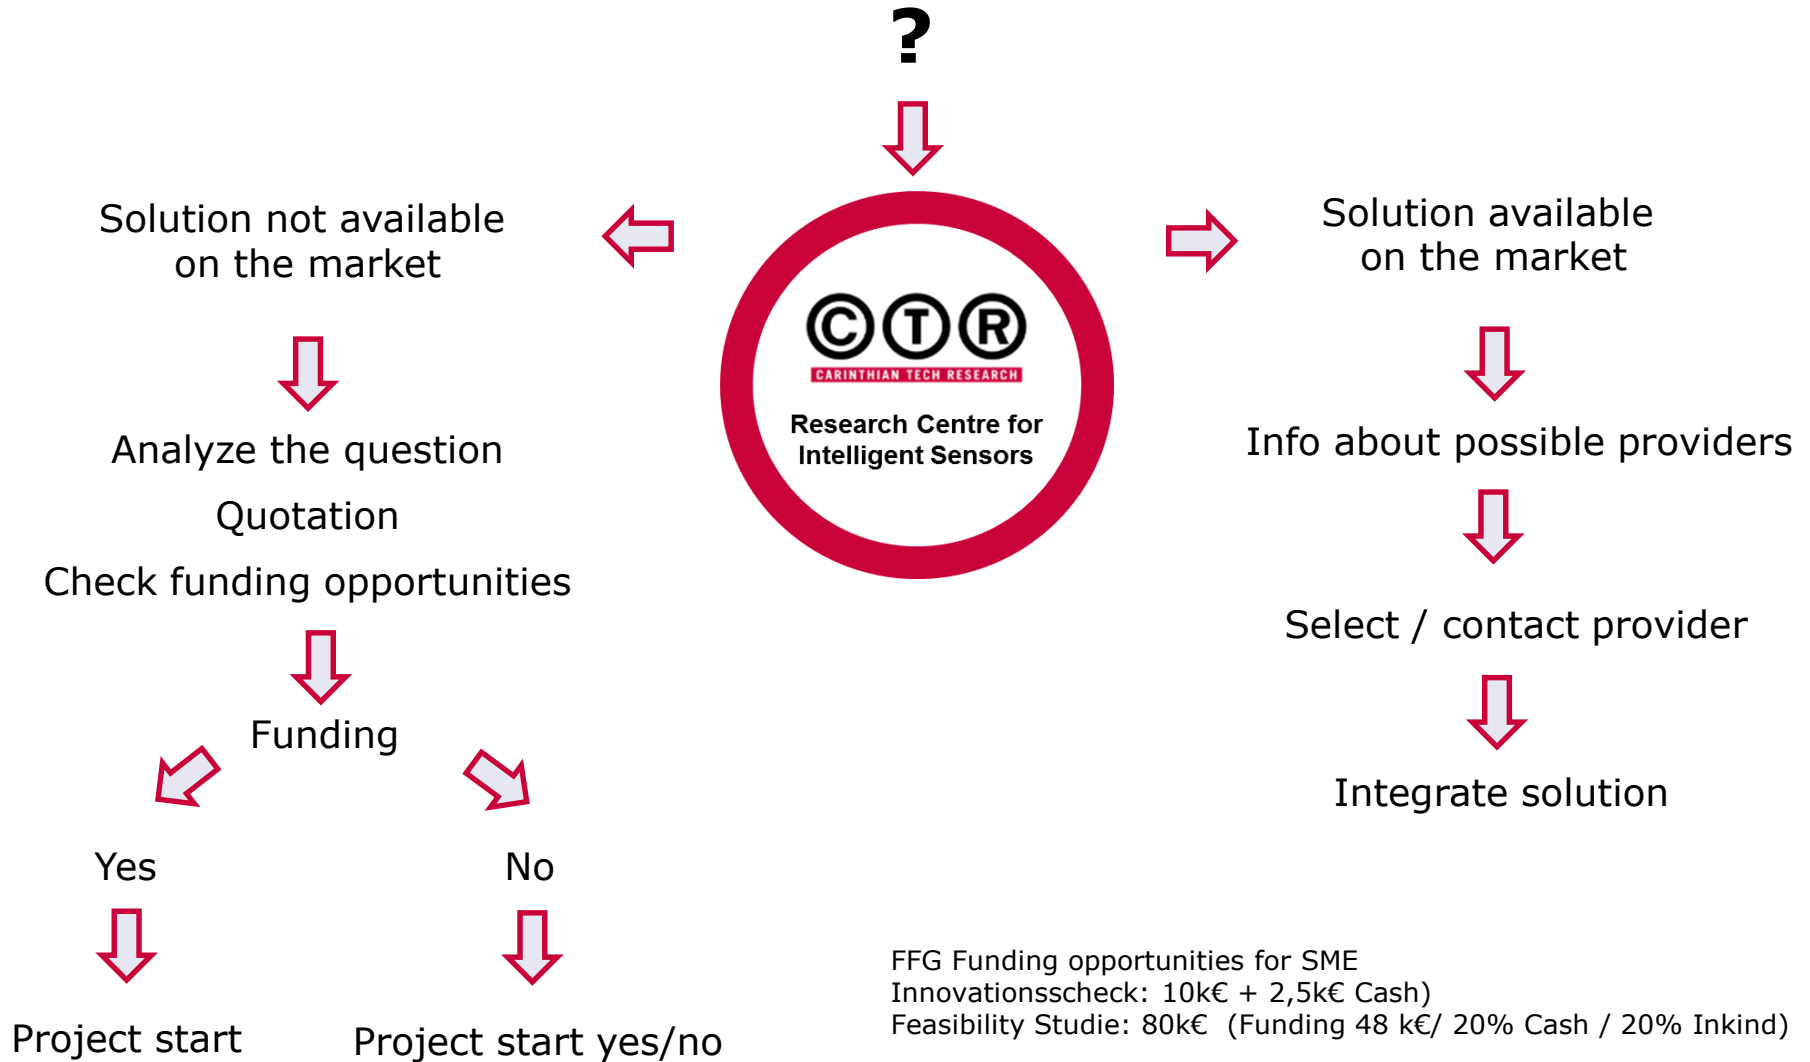 ?
Solution not available
on the market
Solution available
on the market
CTR
CARINTHIAN TECH RESEARCH
Research Centre for
Intelligent Sensors
Analyze the question
Quotation
Check funding opportunities
Funding
Yes
No
Project start
Project start yes/no
Info about possible providers
Select / contact provider
Integrate solution
FFG Funding opportunities for SME
Innovationsscheck: 10k€ + 2,5k€ Cash)
Feasibility Studie: 80k€  (Funding 48 k€/ 20% Cash / 20% Inkind)